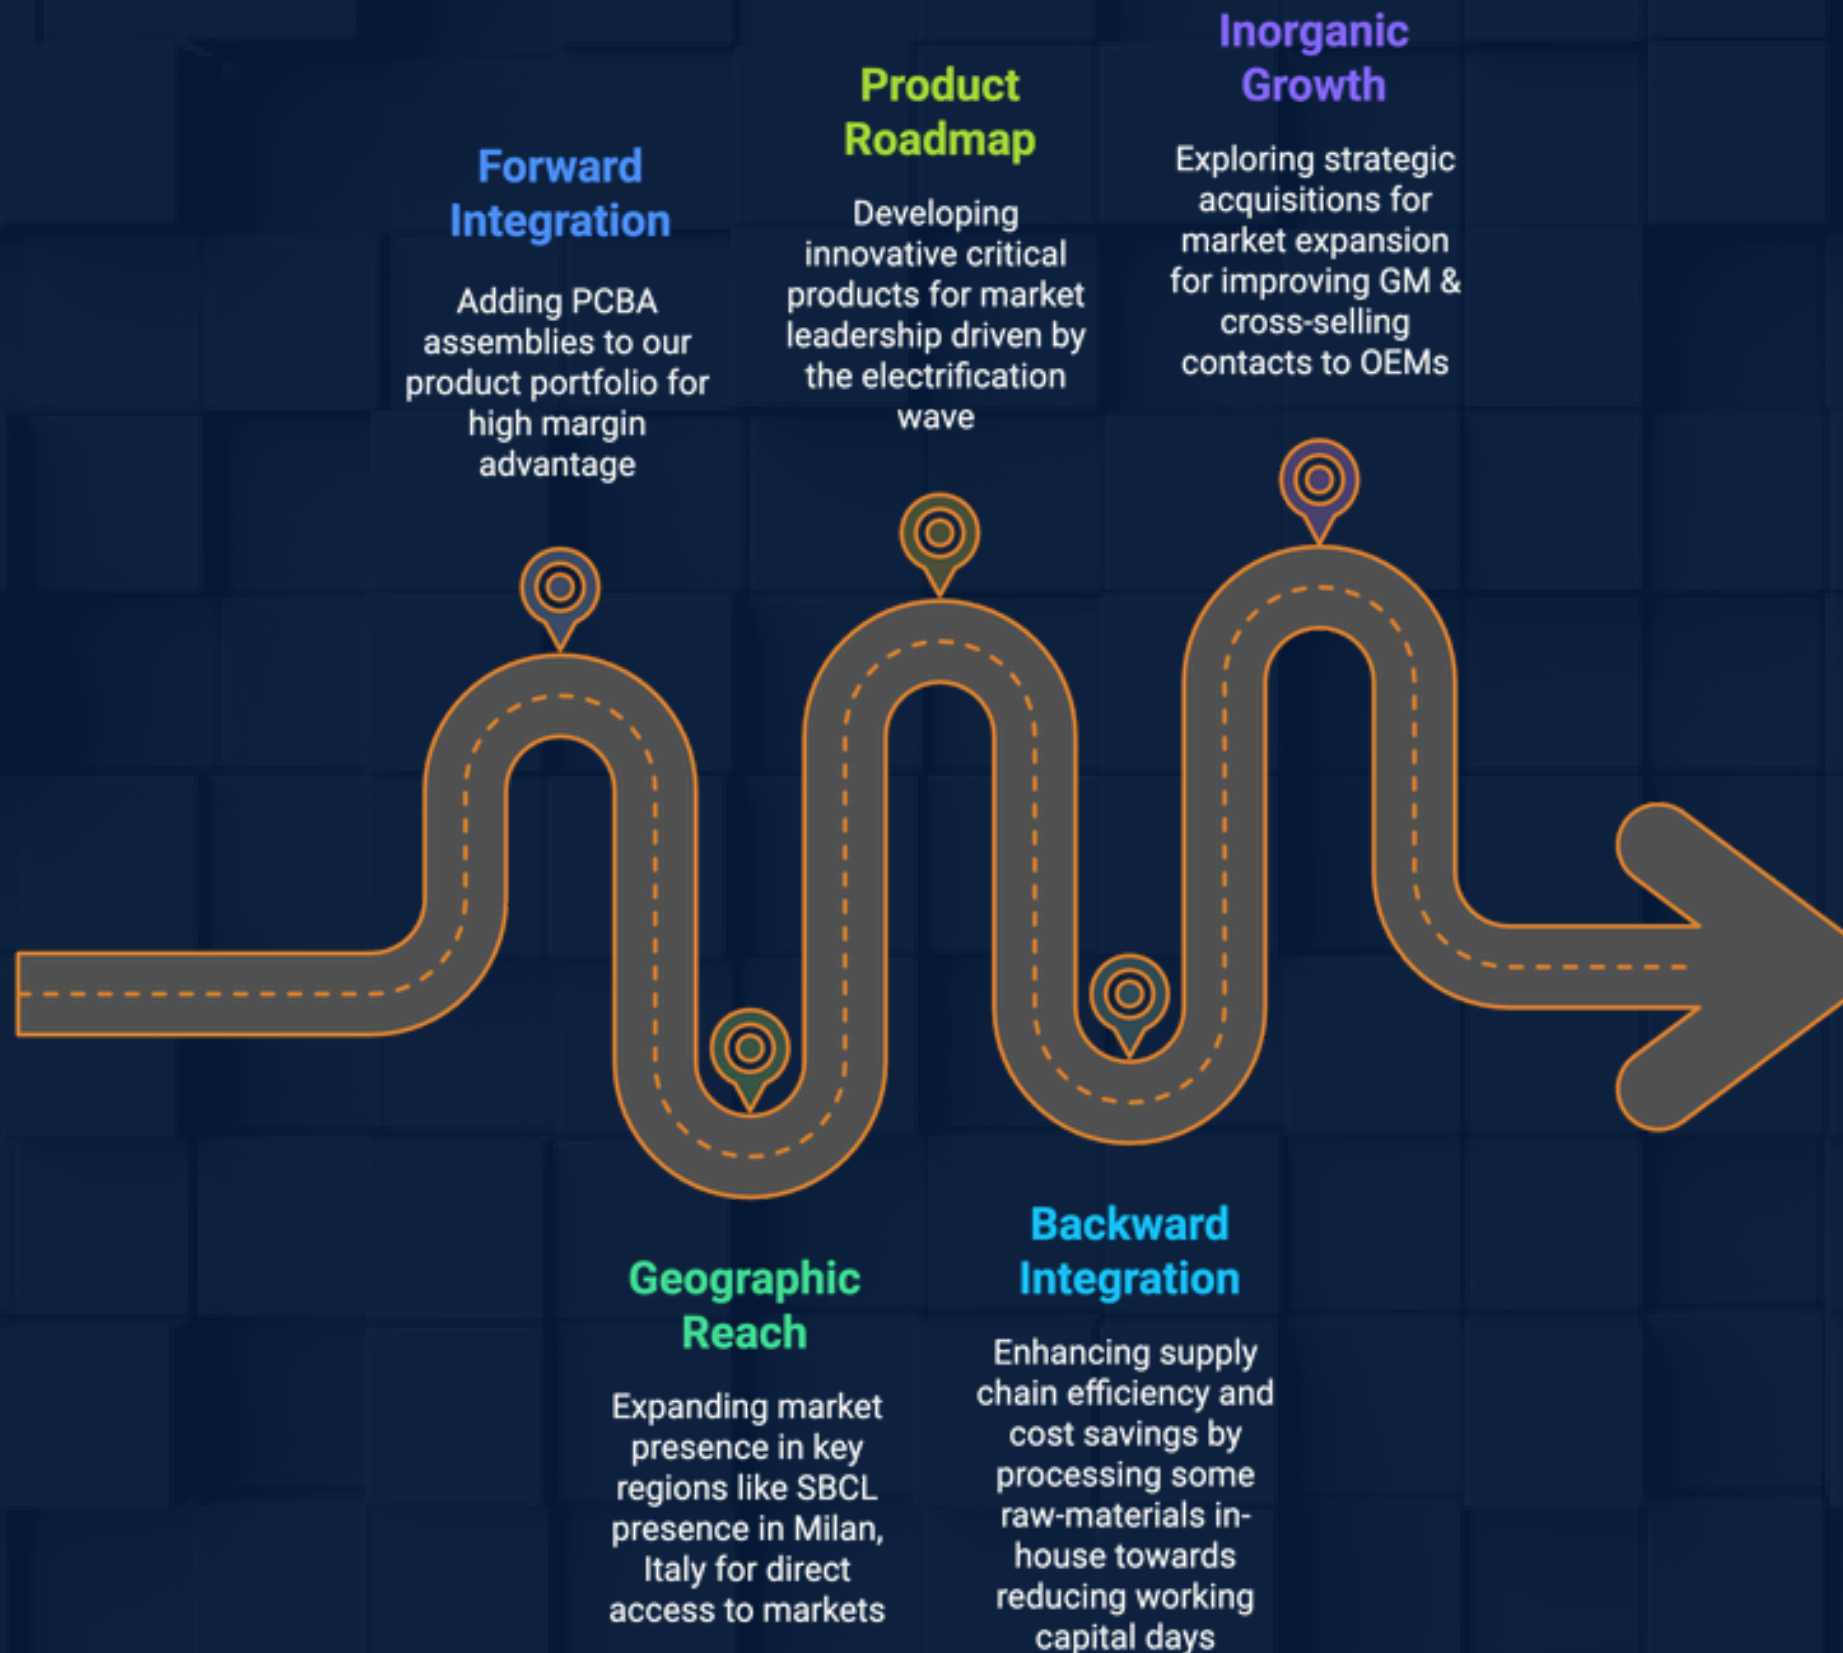 Forward
Integration
Adding PCBA
assemblies to our
product portfolio for
high margin
advantage
Geographic
Reach
Expanding market
presence in key
regions like SBCL
presence in Milan,
Italy for direct
access to markets
Product
Roadmap
Developing
innovative critical
products for market
leadership driven by
the electrification
wave
Backward
Integration
Enhancing supply
chain efficiency and
cost savings by
processing some
raw-materials in-
house towards
reducing working
capital days
Inorganic
Growth
Exploring strategic
acquisitions for
market expansion
for improving GM &
cross-selling
contacts to OEMs